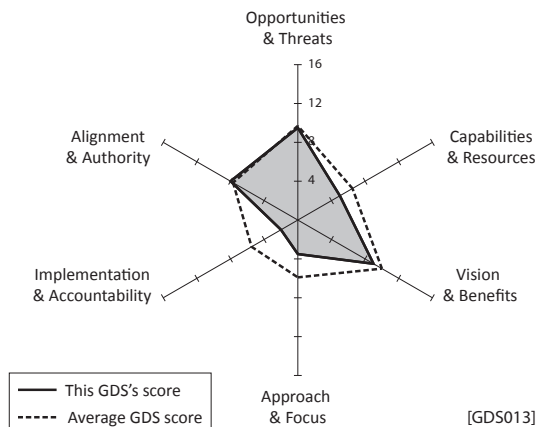 Opportunities
& Threats
16
12
8
4
Alignment
& Authority
Capabilities
& Resources
Implementation
& Accountability
Vision
& Benefits
Approach
& Focus
This GDS's score
Average GDS score
[GDS013]